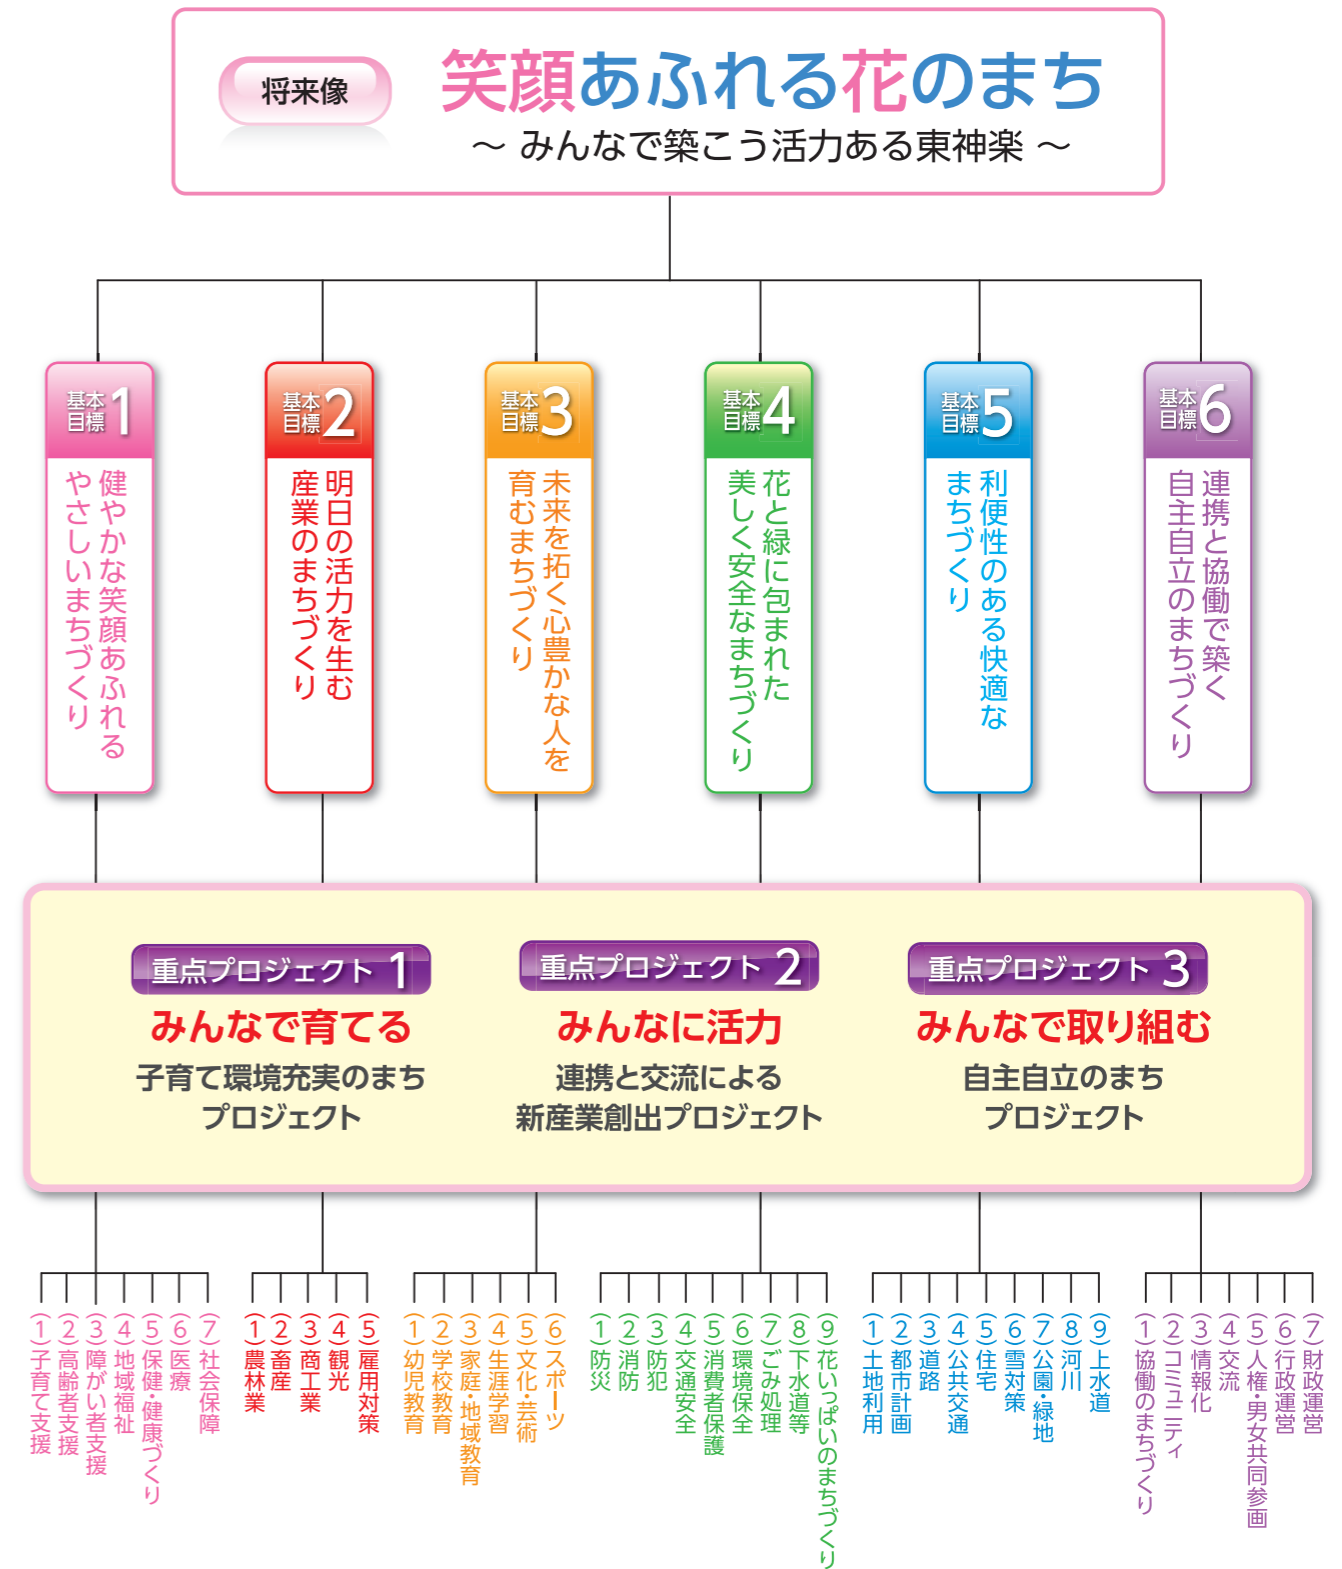 将来像
笑顔あふれる花のまち
～ みんなで築こう活力ある東神楽 ～
基本
目標1
健やかな笑顔あふれる
やさしいまちづくり
基本
目標2
明日の活力を生む
産業のまちづくり
基本
目標3
未来を拓く心豊かな人を
育むまちづくり
基本
目標4
花と緑に包まれた
美しく安全なまちづくり
基本
目標5
利便性のある快適な
まちづくり
基本
目標6
連携と協働で築く
自主自立のまちづくり
重点プロジェクト 1
みんなで育てる
子育て環境充実のまち
プロジェクト
重点プロジェクト 2
みんなに活力
連携と交流による
新産業創出プロジェクト
重点プロジェクト 3
みんなで取り組む
自主自立のまち
プロジェクト
(1)子育て支援
(2)高齢者支援
(3)障がい者支援
(4)地域福祉
(5)保健・健康づくり
(6)医療
(7)社会保障
(1)農林業
(2)畜産
(3)商工業
(4)観光
(5)雇用対策
(1)幼児教育
(2)学校教育
(3)家庭・地域教育
(4)生涯学習
(5)文化・芸術
(6)スポーツ
(1)防災
(2)消防
(3)防犯
(4)交通安全
(5)消費者保護
(6)環境保全
(7)ごみ処理
(8)下水道等
(9)花いっぱいのまちづくり
(1)土地利用
(2)都市計画
(3)道路
(4)公共交通
(5)住宅
(6)雪対策
(7)公園・緑地
(8)河川
(9)上水道
(1)協働のまちづくり
(2)コミュニティ
(3)情報化
(4)交流
(5)人権・男女共同参画
(6)行政運営
(7)財政運営